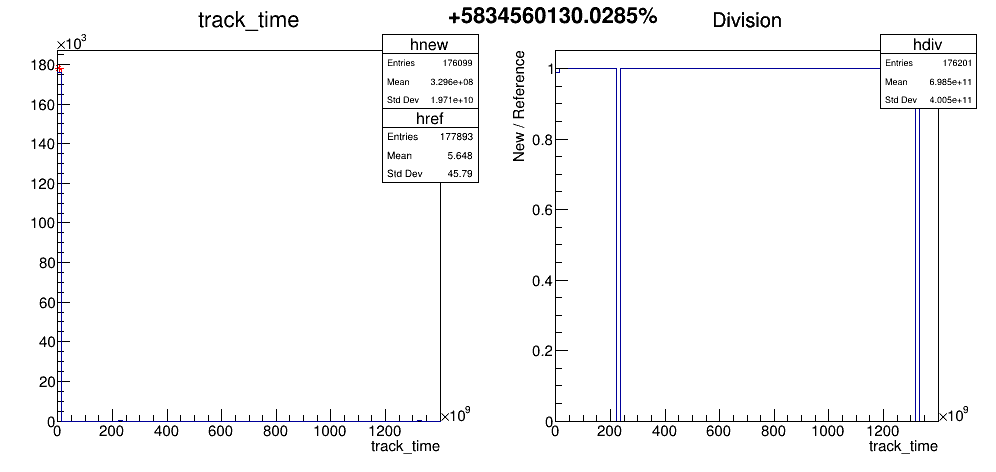 +5834560130.0285%
track_time
×10³
hnew
Entries 176099
Mean 3.296e+08
Std Dev 1.971e+10
href
Entries 177893
Mean 5.648
Std Dev 45.79
180
160
140
120
100
80
60
40
20
0
0 200 400 600 800 1000 1200
×10⁹
track_time
Division
hdiv
Entries 176201
Mean 6.985e+11
Std Dev 4.005e+11
New / Reference
1
0.8
0.6
0.4
0.2
0
0 200 400 600 800 1000 1200
×10⁹
track_time